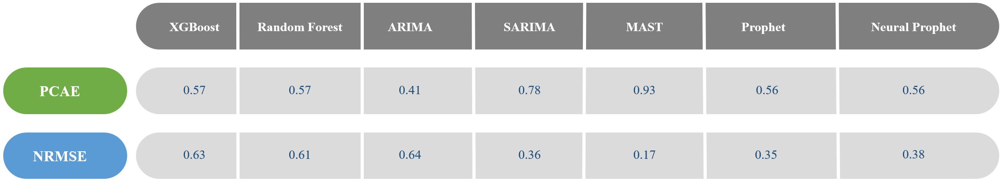 XGBoost Random Forest ARIMA SARIMA MAST Prophet Neural Prophet
PCAE 0.57 0.57 0.41 0.78 0.93 0.56 0.56
NRMSE 0.63 0.61 0.64 0.36 0.17 0.35 0.38